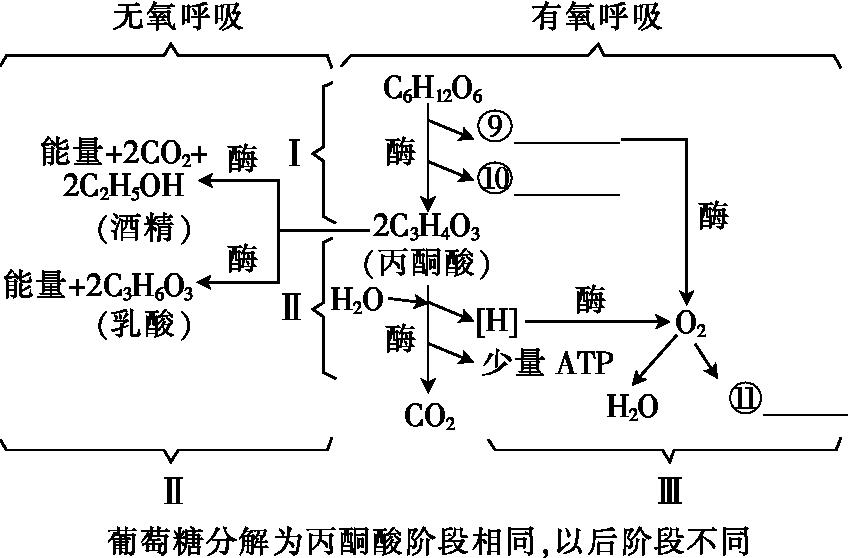 无氧呼吸 有氧呼吸
C₆H₁₂O₆
Ⅰ 酶 ⑨______
⑩______
能量+2CO₂+ 酶
2C₂H₅OH
(酒精)
2C₃H₄O₃
(丙酮酸)
酶
能量+2C₃H₆O₃ 酶
(乳酸)
Ⅱ H₂O [H] 酶 O₂
酶 少量 ATP
CO₂ H₂O ⑪______
Ⅱ Ⅲ
葡萄糖分解为丙酮酸阶段相同,以后阶段不同